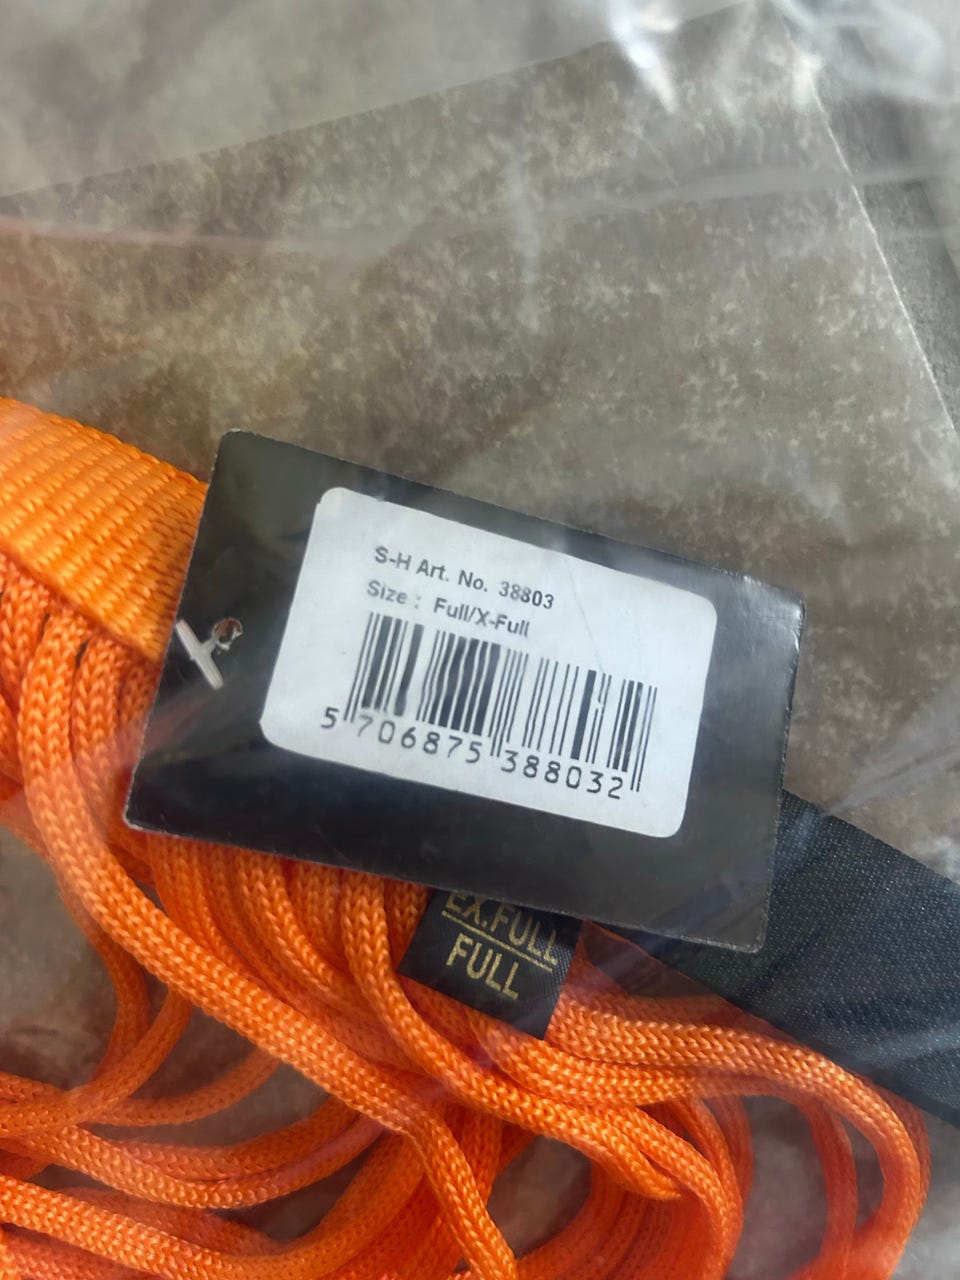 S-H Art. No. 38803
Size : Full/X-Full
5 706875 388032
EX.FULL
FULL